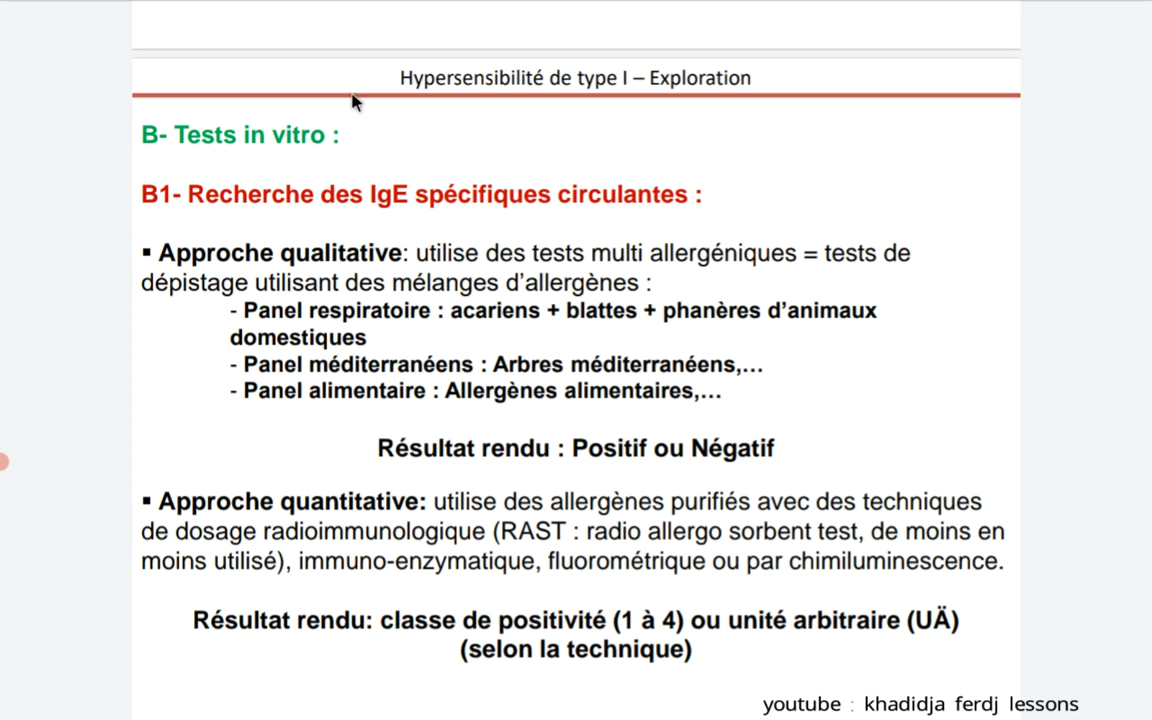 Hypersensibilité de type I – Exploration
B- Tests in vitro :
B1- Recherche des IgE spécifiques circulantes :
▪ Approche qualitative: utilise des tests multi allergéniques = tests de
dépistage utilisant des mélanges d’allergènes :
- Panel respiratoire : acariens + blattes + phanères d’animaux
domestiques
- Panel méditerranéens : Arbres méditerranéens,…
- Panel alimentaire : Allergènes alimentaires,…
Résultat rendu : Positif ou Négatif
▪ Approche quantitative: utilise des allergènes purifiés avec des techniques
de dosage radioimmunologique (RAST : radio allergo sorbent test, de moins en
moins utilisé), immuno-enzymatique, fluorométrique ou par chimiluminescence.
Résultat rendu: classe de positivité (1 à 4) ou unité arbitraire (UÄ)
(selon la technique)
youtube : khadidja ferdj lessons